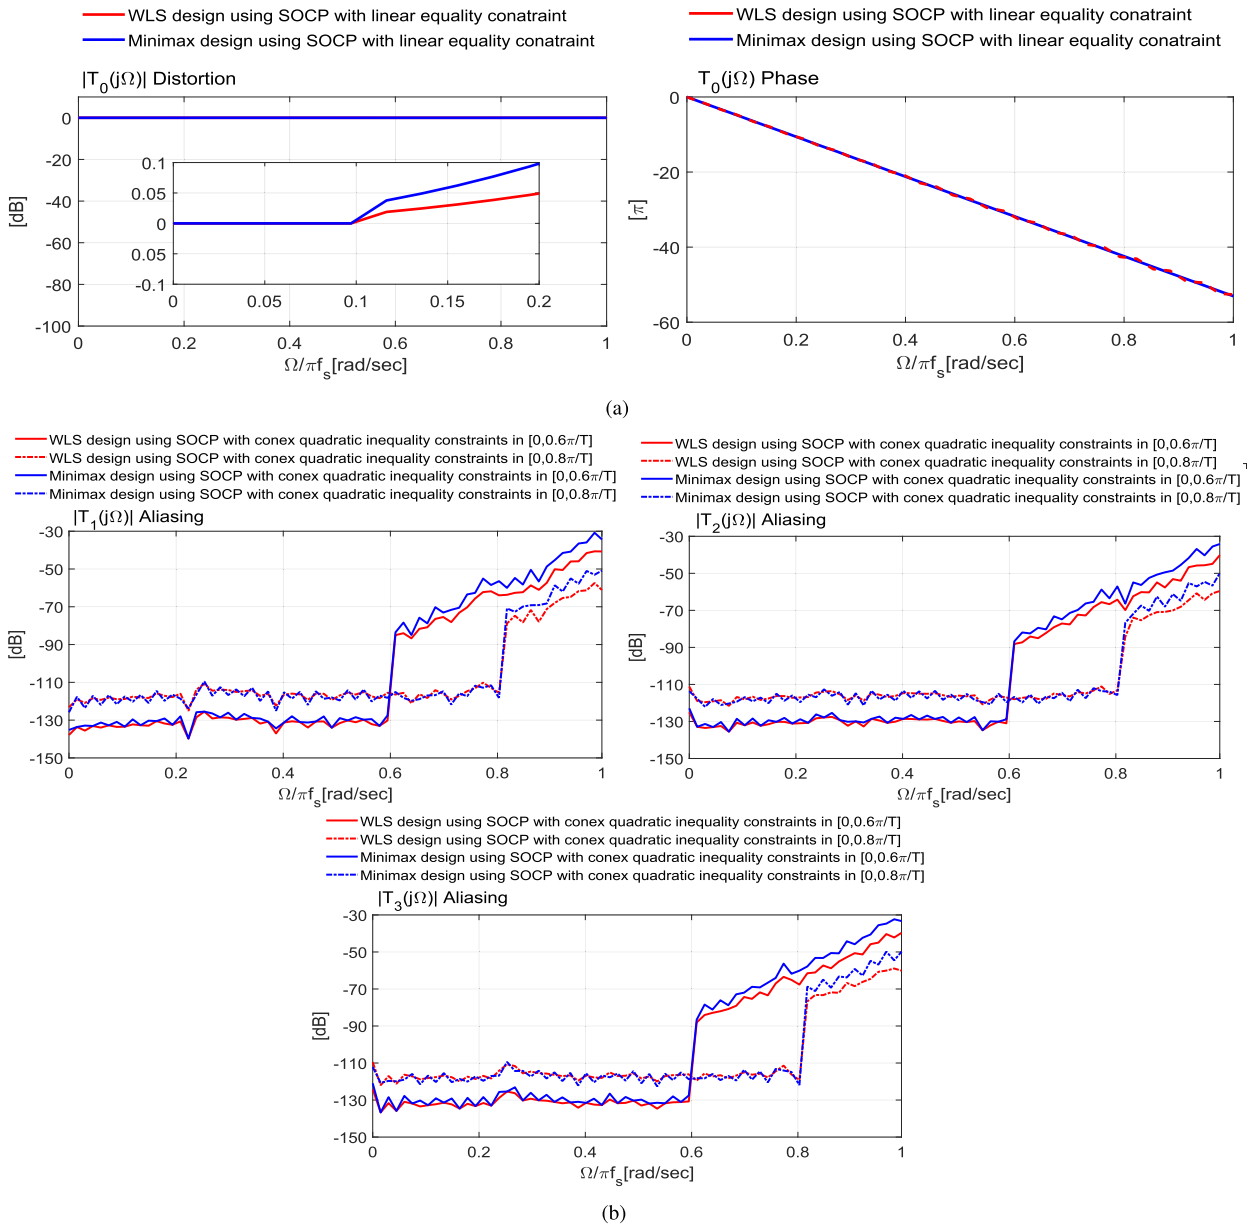 WLS design using SOCP with linear equality conatraint
Minimax design using SOCP with linear equality conatraint
|T0(jΩ)| Distortion
0
-20
-40
-60
-80
-100
[dB]
0.1
0.05
0
0.05
-0.1
0 0.05 0.1 0.15 0.2
0 0.2 0.4 0.6 0.8 1
Ω/πfs[rad/sec]
WLS design using SOCP with linear equality conatraint
Minimax design using SOCP with linear equality conatraint
T0(jΩ) Phase
0
-20
-40
-60
[π]
0 0.2 0.4 0.6 0.8 1
Ω/πfs[rad/sec]
(a)
WLS design using SOCP with conex quadratic inequality constraints in [0,0.6π/T]
WLS design using SOCP with conex quadratic inequality constraints in [0,0.8π/T]
Minimax design using SOCP with conex quadratic inequality constraints in [0,0.6π/T]
Minimax design using SOCP with conex quadratic inequality constraints in [0,0.8π/T]
|T1(jΩ)| Aliasing
-30
-50
-70
-90
-110
-130
-150
[dB]
0 0.2 0.4 0.6 0.8 1
Ω/πfs[rad/sec]
WLS design using SOCP with conex quadratic inequality constraints in [0,0.6π/T]
WLS design using SOCP with conex quadratic inequality constraints in [0,0.8π/T]
Minimax design using SOCP with conex quadratic inequality constraints in [0,0.6π/T]
Minimax design using SOCP with conex quadratic inequality constraints in [0,0.8π/T]
|T2(jΩ)| Aliasing
-30
-50
-70
-90
-110
-130
-150
[dB]
0 0.2 0.4 0.6 0.8 1
Ω/πfs[rad/sec]
WLS design using SOCP with conex quadratic inequality constraints in [0,0.6π/T]
WLS design using SOCP with conex quadratic inequality constraints in [0,0.8π/T]
Minimax design using SOCP with conex quadratic inequality constraints in [0,0.6π/T]
Minimax design using SOCP with conex quadratic inequality constraints in [0,0.8π/T]
|T3(jΩ)| Aliasing
-30
-50
-70
-90
-110
-130
-150
[dB]
0 0.2 0.4 0.6 0.8 1
Ω/πfs[rad/sec]
(b)